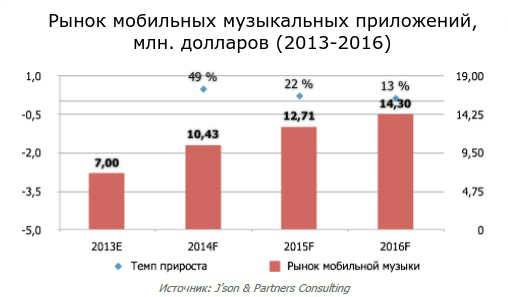 Рынок мобильных музыкальных приложений,
млн. долларов (2013-2016)
1,0 49 % 22 % 13 % 19,00
-0,5 7,00 10,43 12,71 14,30 14,25
-2,0 9,50
-3,5 4,75
-5,0 0
2013E 2014F 2015F 2016F
Темп прироста Рынок мобильной музыки
Источник: J'son & Partners Consulting